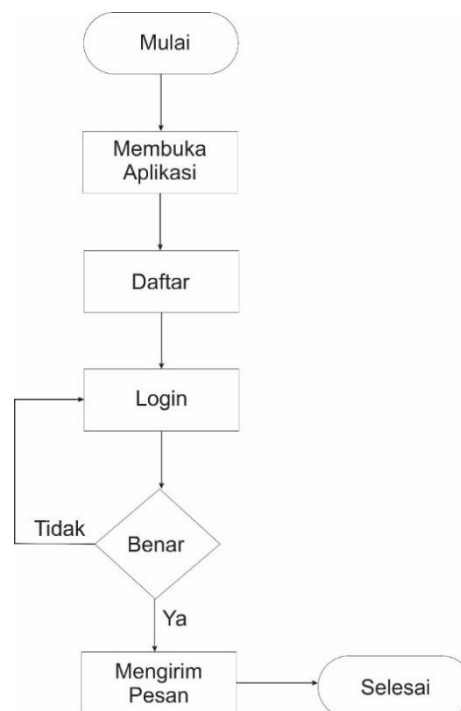 Mulai
Membuka
Aplikasi
Daftar
Login
Tidak
Benar
Ya
Mengirim
Pesan
Selesai